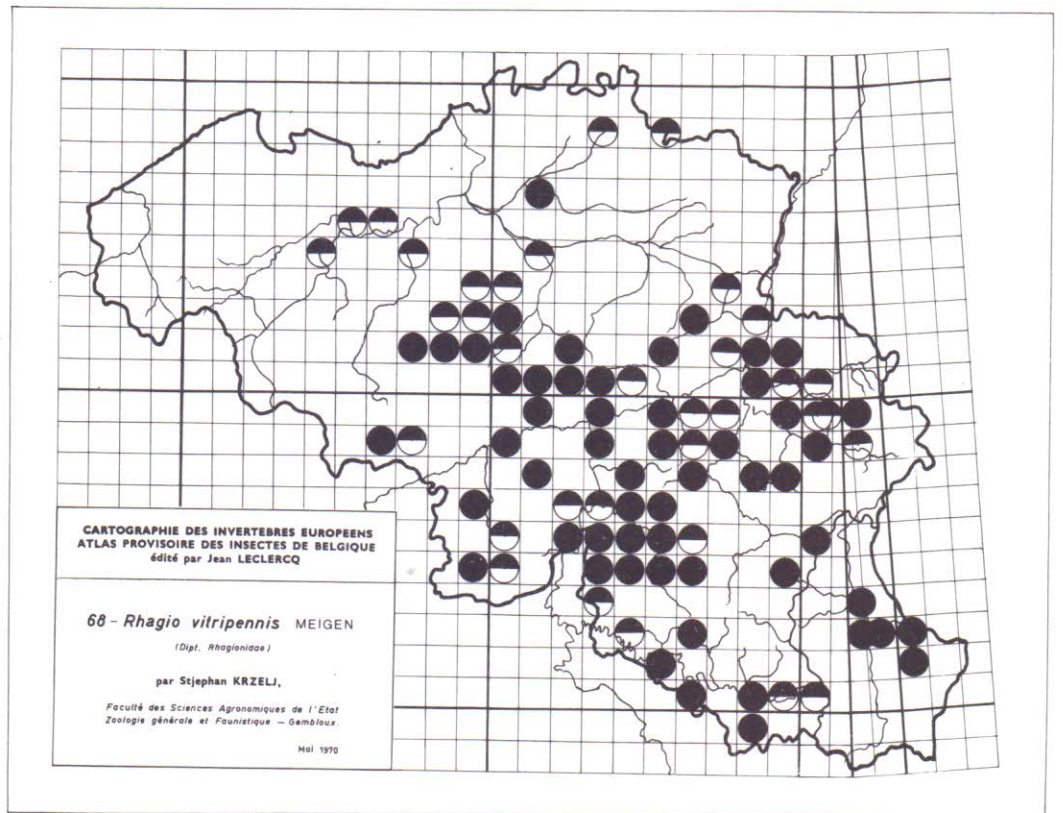 CARTOGRAPHIE DES INVERTEBRES EUROPEENS
ATLAS PROVISOIRE DES INSECTES DE BELGIQUE
édité par Jean LECLERCQ
68 - Rhagio vitripennis MEIGEN
(Dipt. Rhagionidae)
par Stjephan KRZELJ,
Faculté des Sciences Agronomiques de l'Etat
Zoologie générale et Faunistique — Gembloux.
Mai 1970